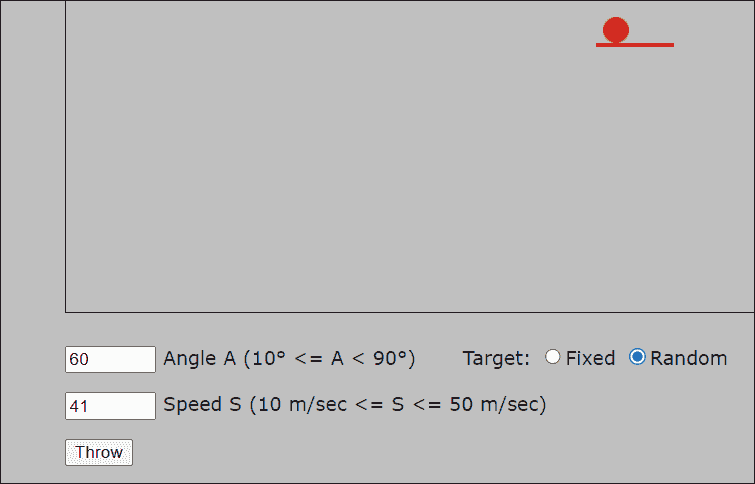 60 Angle A (10° <= A < 90°) Target: Fixed Random
41 Speed S (10 m/sec <= S <= 50 m/sec)
Throw